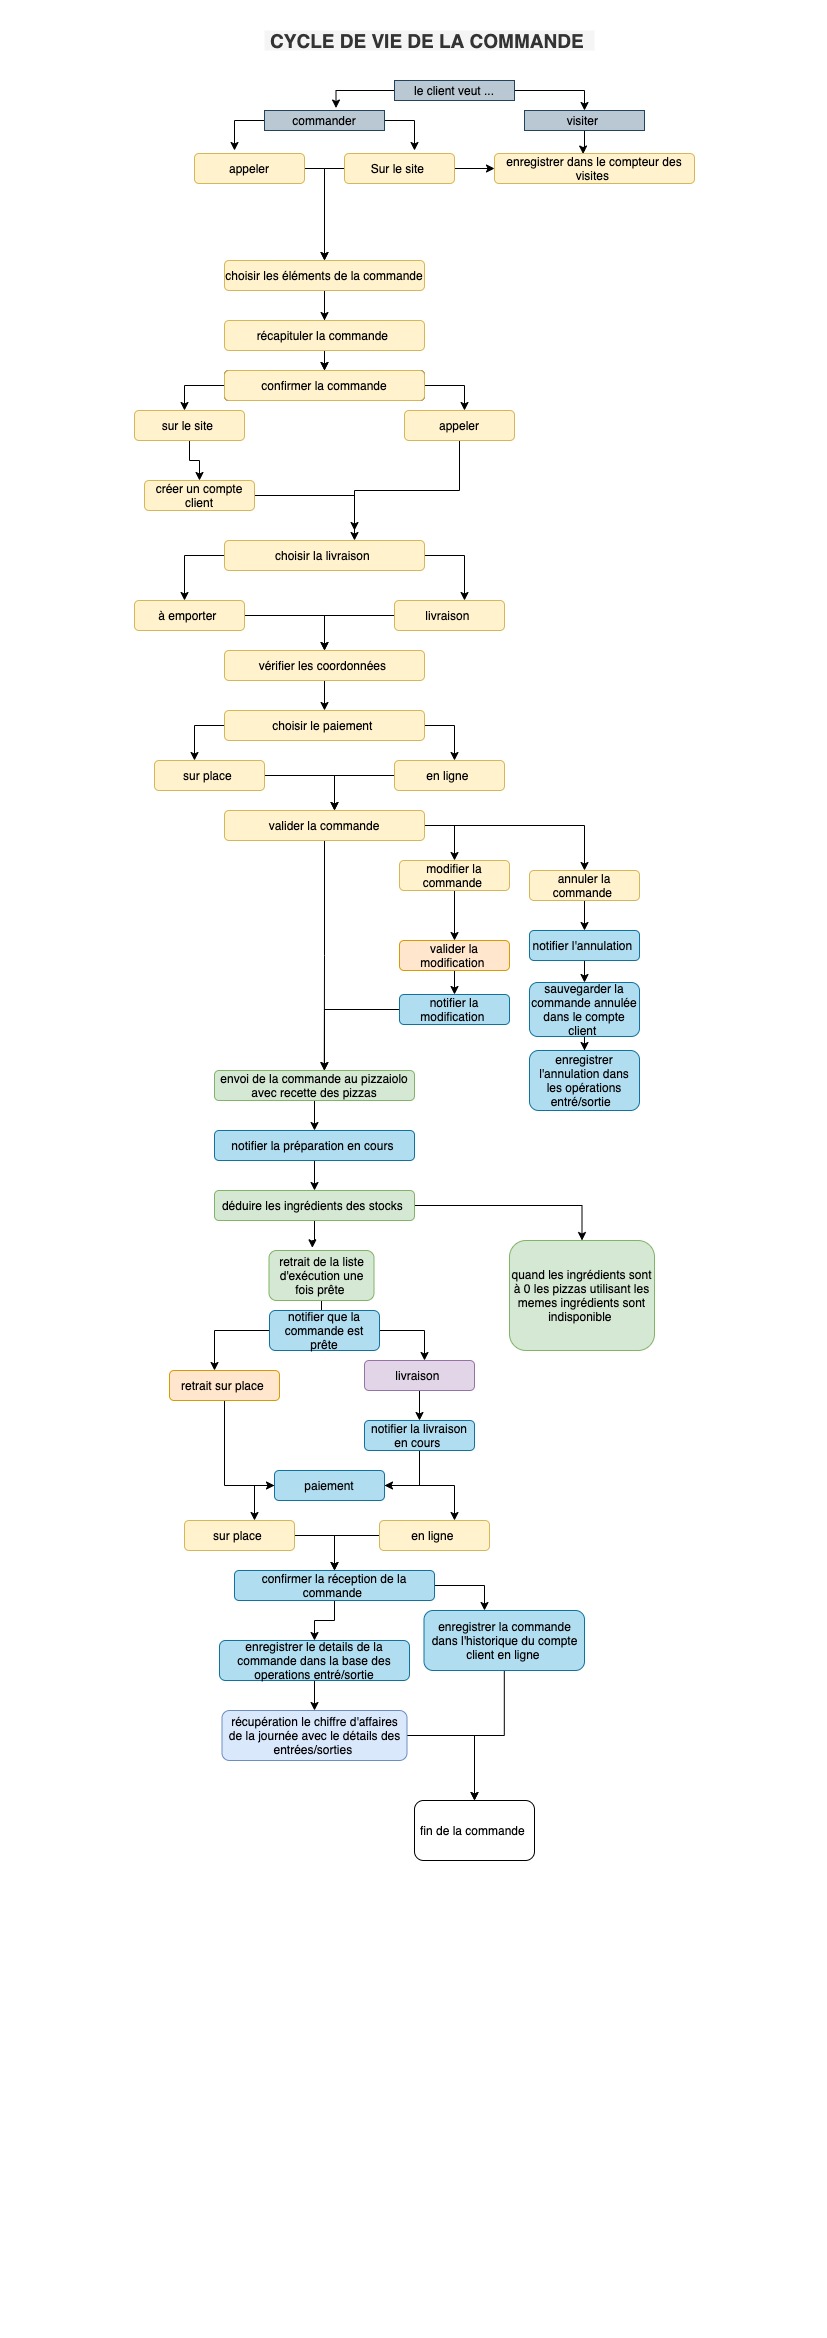 CYCLE DE VIE DE LA COMMANDE
le client veut ...
commander
visiter
appeler
Sur le site
enregistrer dans le compteur des
visites
choisir les éléments de la commande
récapituler la commande
confirmer la commande
sur le site
appeler
créer un compte
client
choisir la livraison
à emporter
livraison
vérifier les coordonnées
choisir le paiement
sur place
en ligne
valider la commande
modifier la
commande
annuler la
commande
valider la
modification
notifier l'annulation
notifier la
modification
sauvegarder la
commande annulée
dans le compte
client
enregistrer
l'annulation dans
les opérations
entré/sortie
envoi de la commande au pizzaiolo
avec recette des pizzas
notifier la préparation en cours
déduire les ingrédients des stocks
retrait de la liste
d'exécution une
fois prête
quand les ingrédients sont
à 0 les pizzas utilisant les
memes ingrédients sont
indisponible
notifier que la
commande est
prête
retrait sur place
livraison
notifier la livraison
en cours
paiement
sur place
en ligne
confirmer la réception de la
commande
enregistrer la commande
dans l'historique du compte
client en ligne
enregistrer le details de la
commande dans la base des
operations entré/sortie
récupération le chiffre d'affaires
de la journée avec le détails des
entrées/sorties
fin de la commande